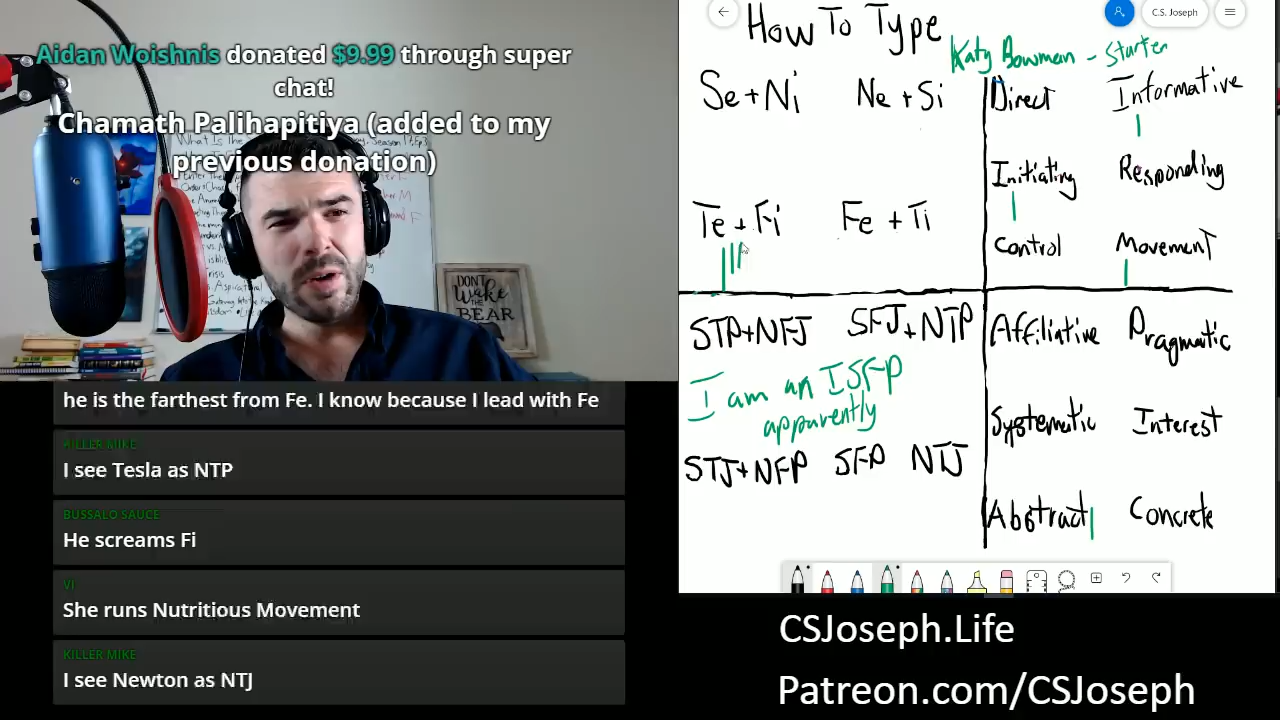 Aidan Woishnis donated $9.99 through super
chat!
Chamath Palihapitiya (added to my
previous donation)
DON'T
Wake
THE
BEAR
he is the farthest from Fe. I know because I lead with Fe
KILLER MIKE
I see Tesla as NTP
BUSSALO SAUCE
He screams Fi
VI
She runs Nutritious Movement
KILLER MIKE
I see Newton as NTJ
C.S. Joseph
How To Type
Katy Bowman - Starter
Se + Ni Ne + Si
Direct Informative
Initiating Responding
Te + Fi Fe + Ti
Control Movement
STP+NFJ SFJ+NTP
Affiliative Pragmatic
I am an ISFP
apparently
Systematic Interest
STJ+NFP SFP NTJ
Abstract Concrete
CSJoseph.Life
Patreon.com/CSJoseph